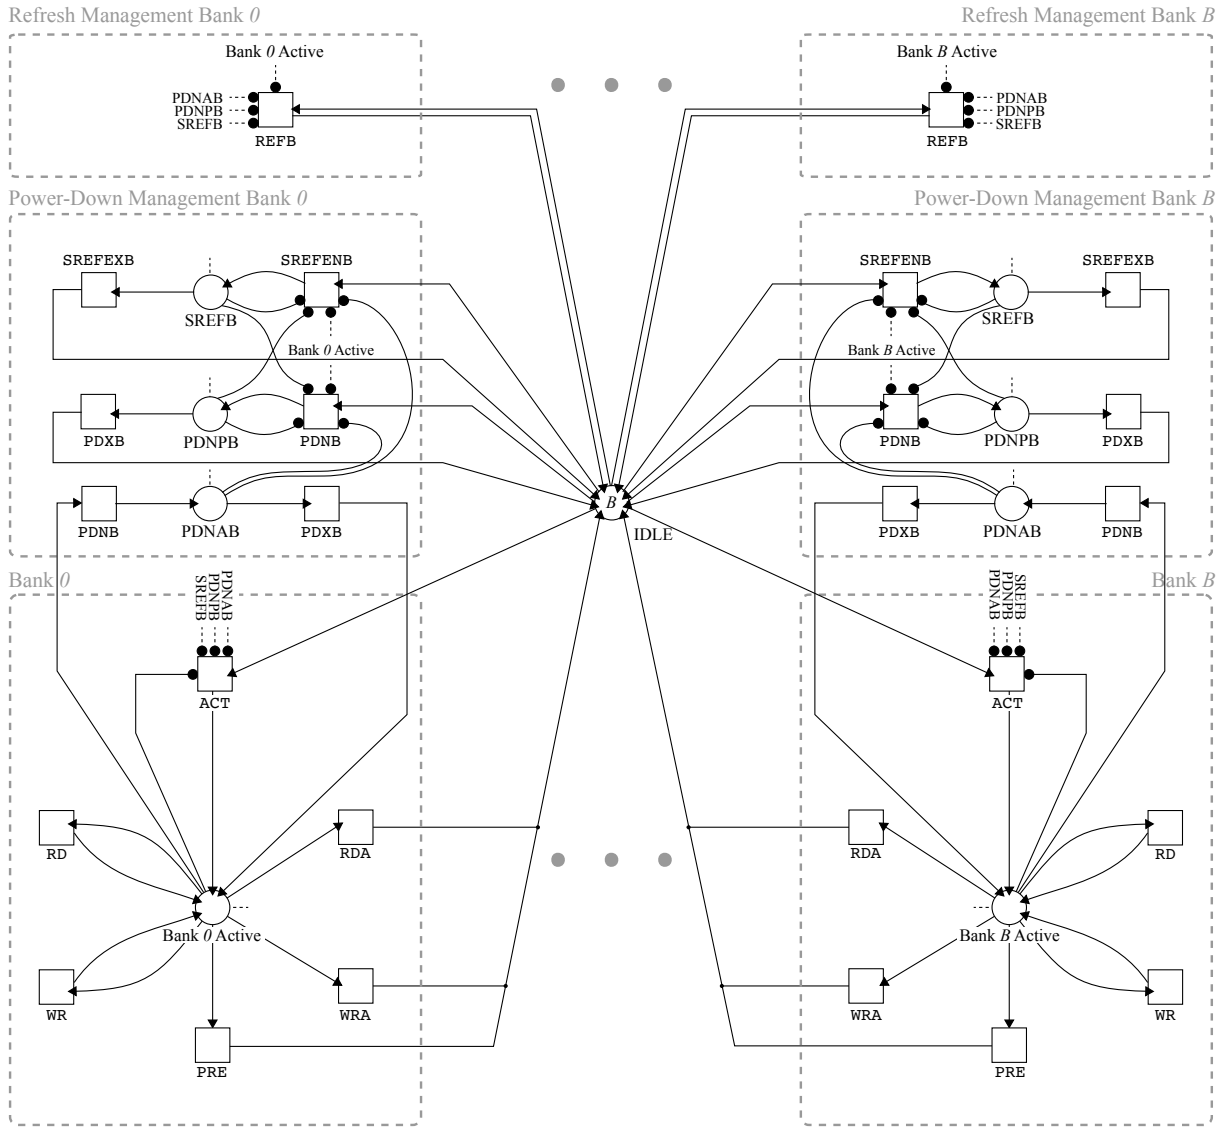 Refresh Management Bank 0
Refresh Management Bank B
Bank 0 Active
Bank B Active
PDNAB
PDNPB
SREFB
REFB
PDNAB
PDNPB
SREFB
REFB
Power-Down Management Bank 0
Power-Down Management Bank B
SREFEXB
SREFENB
SREFENB
SREFEXB
SREFB
SREFB
Bank 0 Active
Bank B Active
PDXB
PDNPB
PDNB
PDNB
PDNPB
PDXB
B
IDLE
PDNB
PDNAB
PDXB
PDXB
PDNAB
PDNB
Bank 0
Bank B
SREFB
PDNPB
PDNAB
PDNAB
PDNPB
SREFB
ACT
ACT
RD
RDA
RDA
RD
Bank 0 Active
Bank B Active
WR
WRA
WRA
WR
PRE
PRE